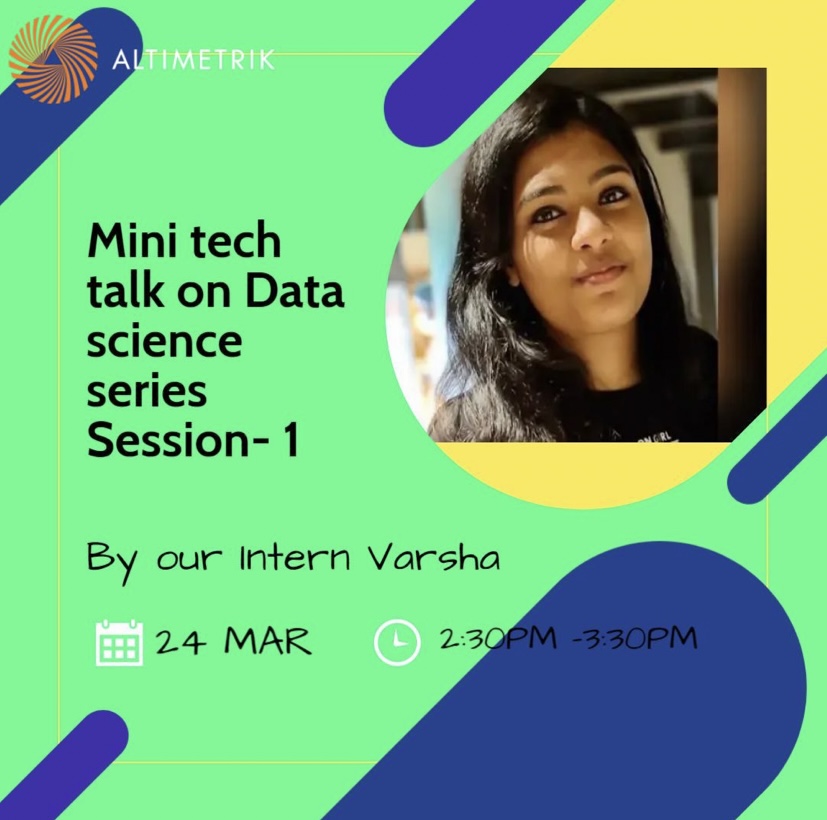 ALTIMETRIK
Mini tech
talk on Data
science
series
Session- 1
By our Intern Varsha
24 MAR
2:30PM -3:30PM